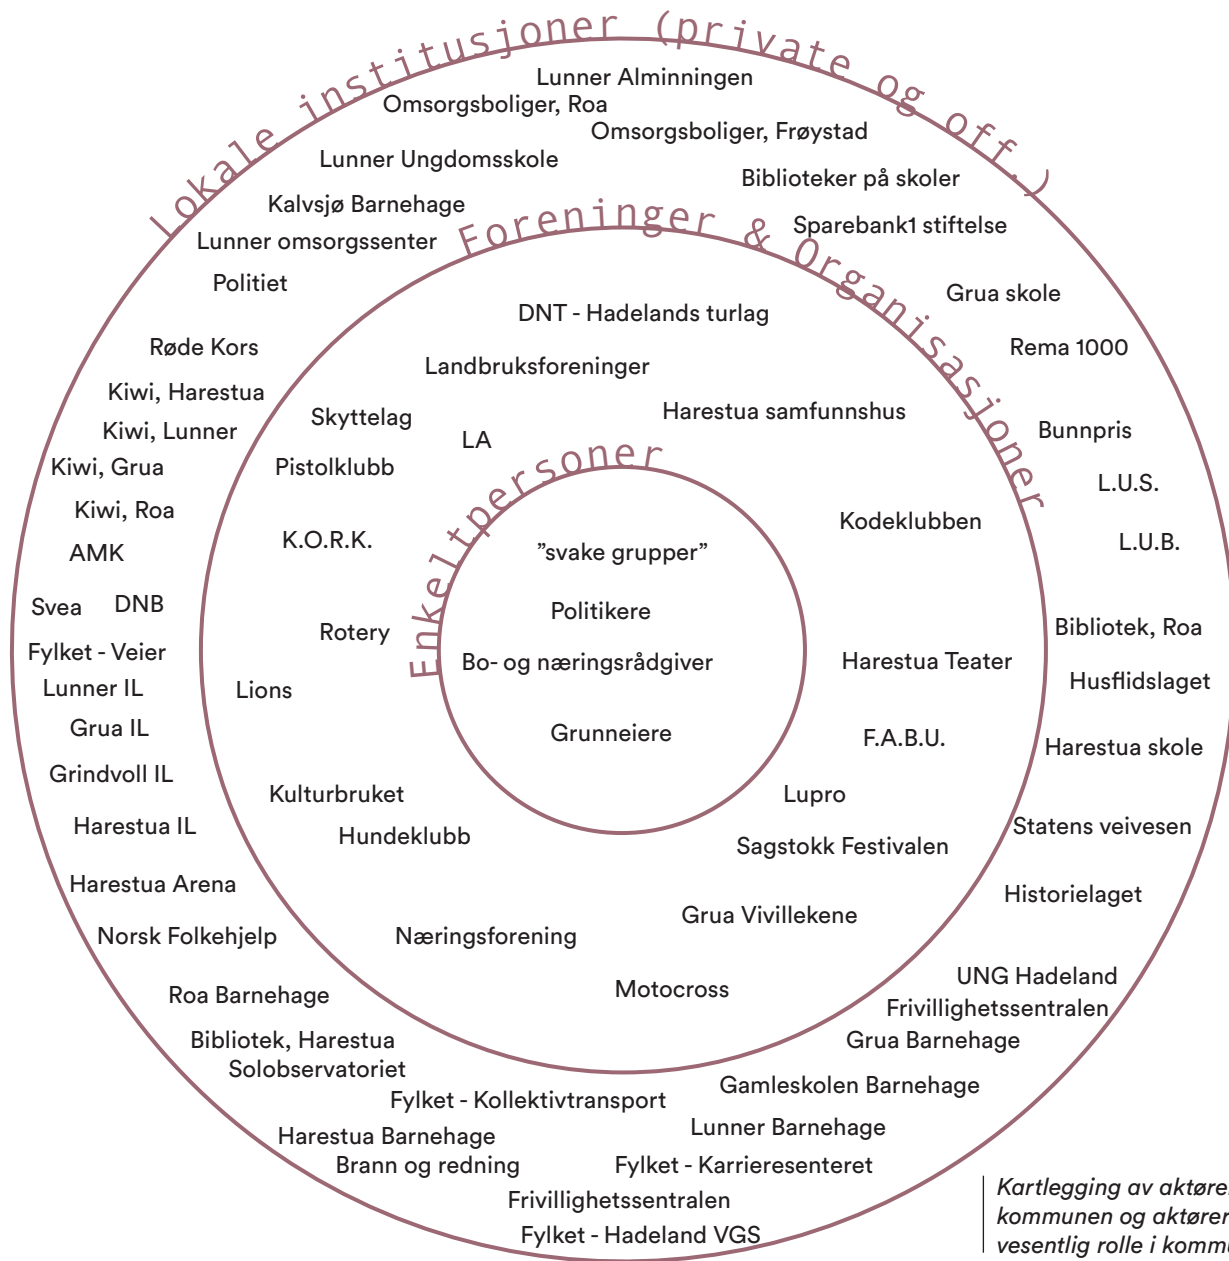 Lokale institusjoner (private og off.)
Lunner Alminningen
Omsorgsboliger, Roa
Omsorgsboliger, Frøystad
Lunner Ungdomsskole
Biblioteker på skoler
Kalvsjø Barnehage
Sparebank1 stiftelse
Lunner omsorgssenter
Foreninger & Organisasjoner
Politiet
Grua skole
DNT - Hadelands turlag
Røde Kors
Rema 1000
Landbruksforeninger
Kiwi, Harestua
Skyttelag
Harestua samfunnshus
Kiwi, Lunner
LA
Bunnpris
Enkeltpersoner
Kiwi, Grua
Pistolklubb
L.U.S.
Kiwi, Roa
Kodeklubben
K.O.R.K.
L.U.B.
AMK
”svake grupper”
Svea
DNB
Politikere
Rotery
Bibliotek, Roa
Fylket - Veier
Bo- og næringsrådgiver
Harestua Teater
Lunner IL
Lions
Husflidslaget
Grua IL
Grunneiere
F.A.B.U.
Harestua skole
Grindvoll IL
Kulturbruket
Lupro
Harestua IL
Hundeklubb
Statens veivesen
Sagstokk Festivalen
Harestua Arena
Historielaget
Grua Vivillekene
Norsk Folkehjelp
Næringsforening
UNG Hadeland
Roa Barnehage
Motocross
Frivillighetssentralen
Bibliotek, Harestua
Grua Barnehage
Solobservatoriet
Gamleskolen Barnehage
Fylket - Kollektivtransport
Lunner Barnehage
Harestua Barnehage
Brann og redning
Fylket - Karrieresenteret
Frivillighetssentralen
Fylket - Hadeland VGS
Kartlegging av
kommunen og
vesentlig rolle i